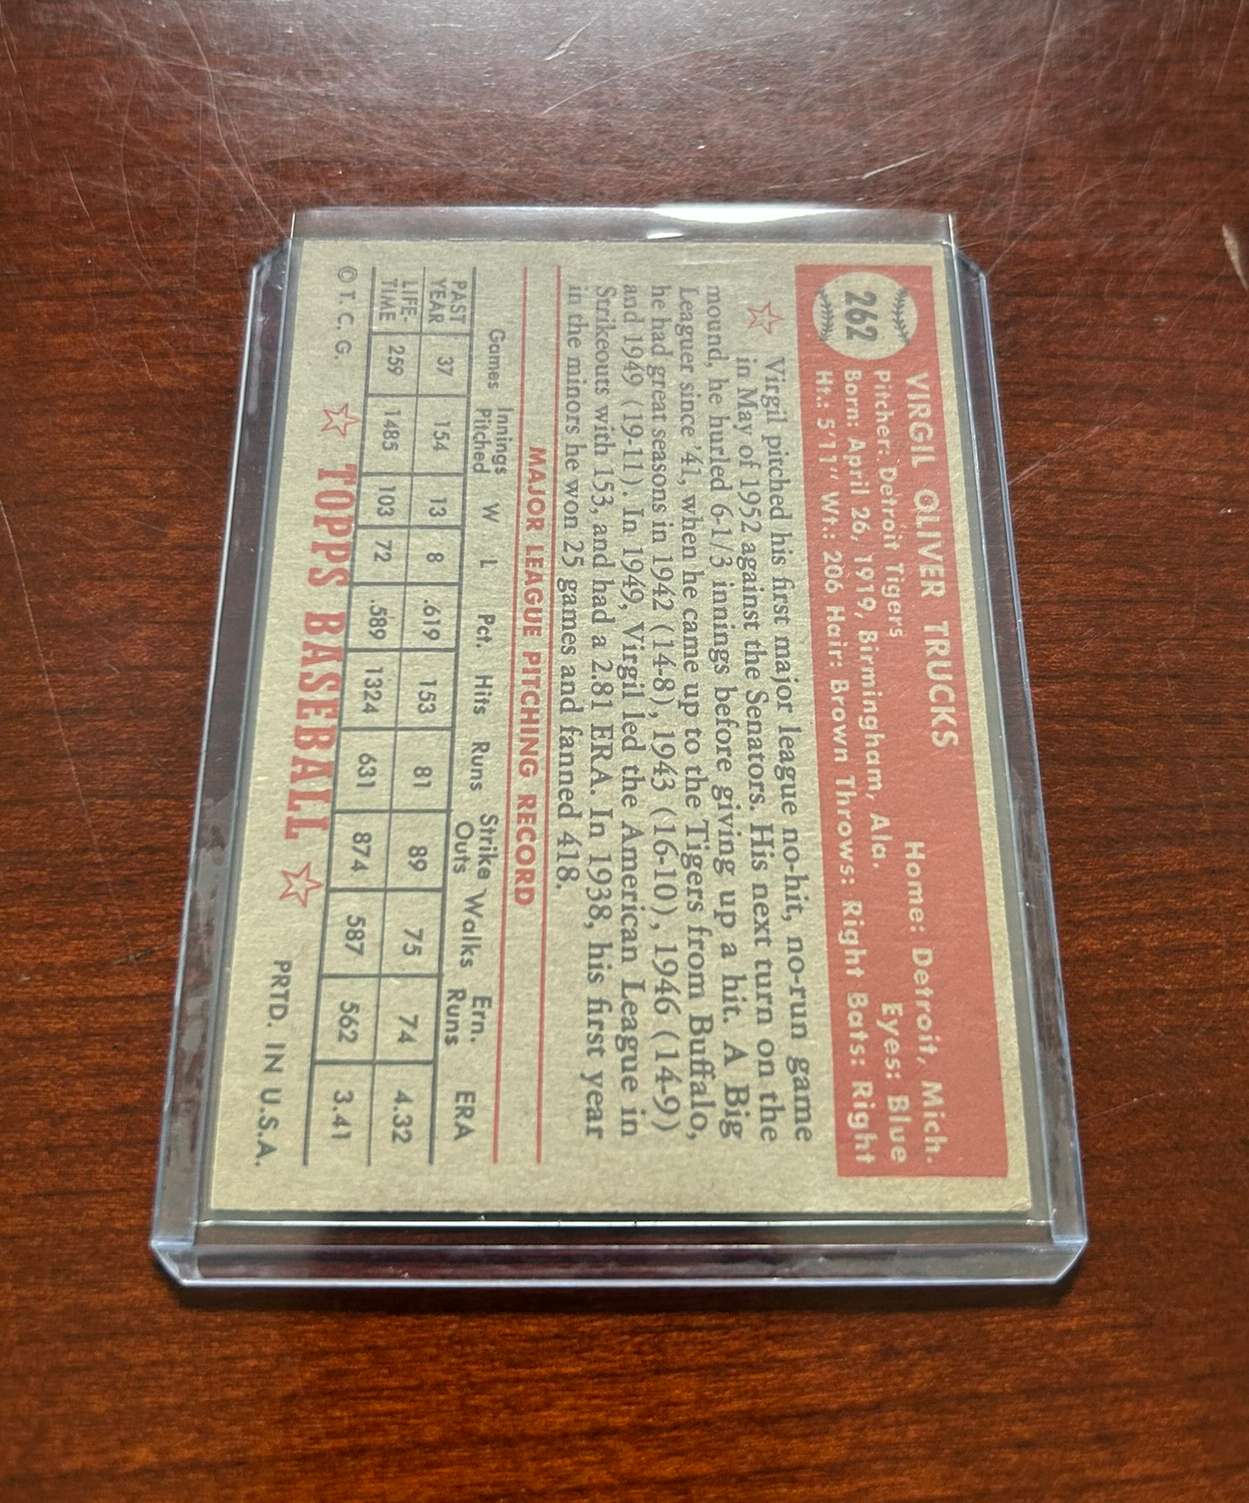 262
VIRGIL OLIVER TRUCKS
Pitcher: Detroit Tigers Home: Detroit, Mich.
Born: April 26, 1919, Birmingham, Ala. Eyes: Blue
Ht.: 5'11" Wt.: 206 Hair: Brown Throws: Right Bats: Right
Virgil pitched his first major league no-hit, no-run game
in May of 1952 against the Senators. His next turn on the
mound, he hurled 6-1/3 innings before giving up a hit. A Big
Leaguer since '41, when he came up to the Tigers from Buffalo,
he had great seasons in 1942 (14-8), 1943 (16-10), 1946 (14-9)
and 1949 (19-11). In 1949, Virgil led the American League in
Strikeouts with 153, and had a 2.81 ERA. In 1938, his first year
in the minors he won 25 games and fanned 418.
MAJOR LEAGUE PITCHING RECORD
Games Innings Pitched W L Pct. Hits Runs Strike Outs Walks Ern. Runs ERA
PAST YEAR 37 154 13 8 .619 153 81 89 75 74 4.32
LIFE-TIME 259 1485 103 72 .589 1324 631 874 587 562 3.41
© T. C. G. TOPPS BASEBALL PRTD. IN U.S.A.